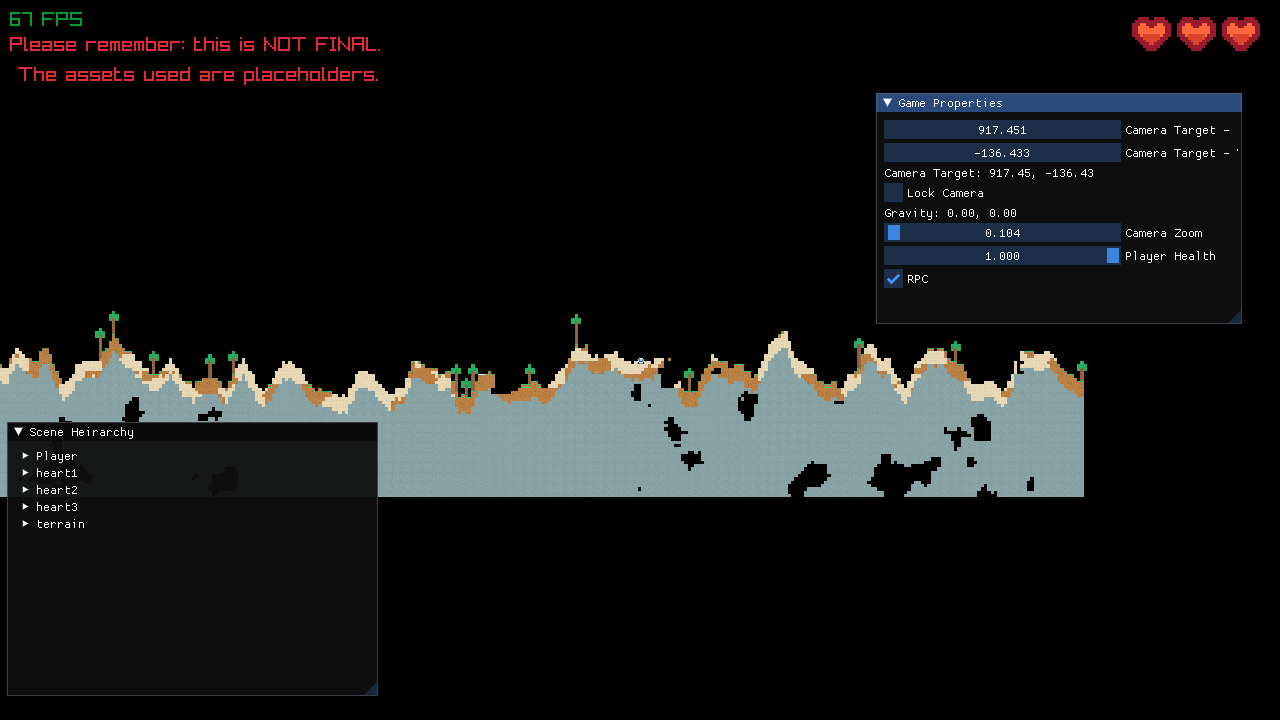 67 FPS
Please remember: this is NOT FINAL.
The assets used are placeholders.
Game Properties
917.451 Camera Target -
-136.433 Camera Target -
Camera Target: 917.45, -136.43
Lock Camera
Gravity: 0.00, 0.00
0.104 Camera Zoom
1.000 Player Health
RPC
Scene Heirarchy
Player
heart1
heart2
heart3
terrain